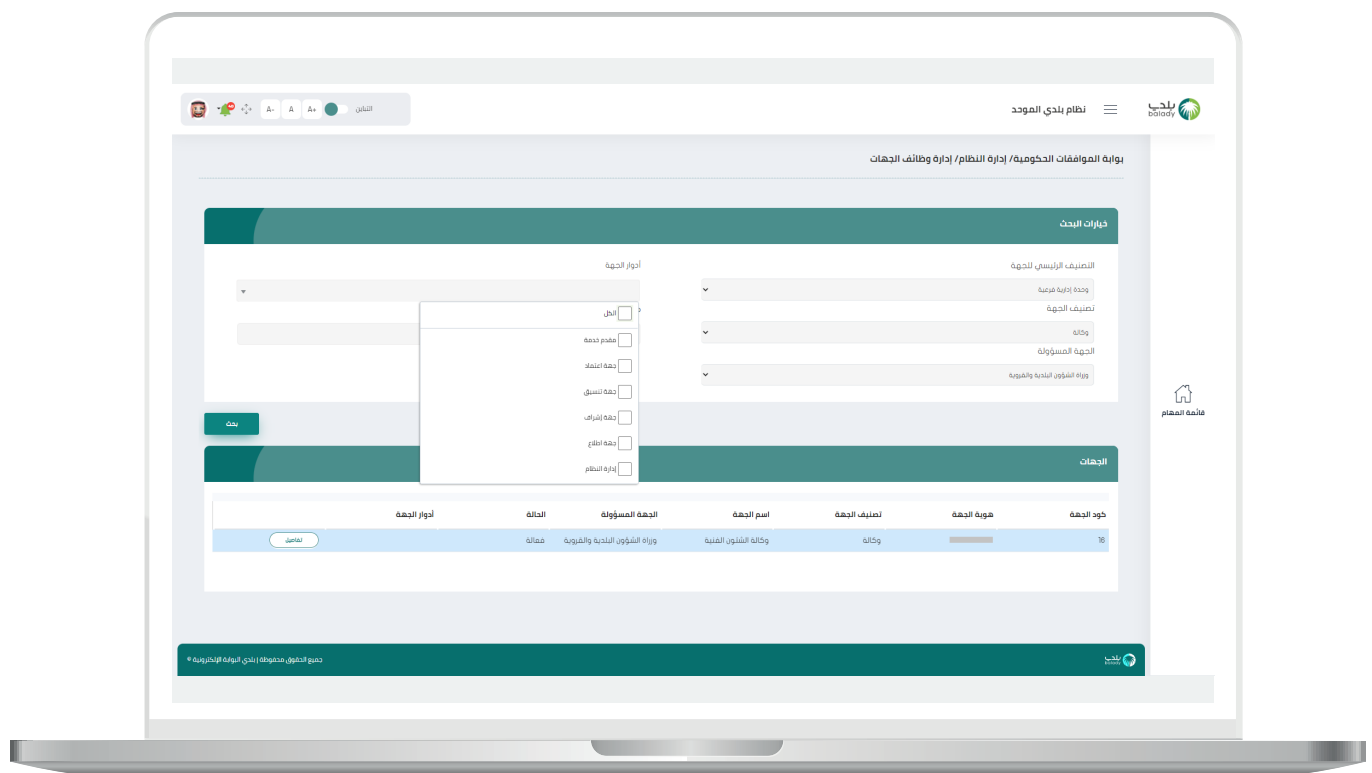 بلدي
balady
نظام بلدي الموحد
التباين
A+
A
A-
بوابة الموافقات الحكومية/ إدارة النظام/ إدارة وظائف الجهات
خيارات البحث
التصنيف الرئيسي للجهة
أدوار الجهة
وحدة إدارية فرعية
تصنيف الجهة
وكالة
الجهة المسؤولة
وزراة الشؤون البلدية والقروية
الكل
مقدم خدمة
جهة اعتماد
جهة تنسيق
جهة إشراف
جهة اطلاع
إدارة النظام
بحث
قائمة المهام
الجهات
كود الجهة هوية الجهة تصنيف الجهة اسم الجهة الجهة المسؤولة الحالة أدوار الجهة
16 وكالة وكالة الشئون الفنية وزراة الشؤون البلدية والقروية فعالة تفاصيل
بلدي
balady
جميع الحقوق محفوظة | بلدي البوابة الإلكترونية ©